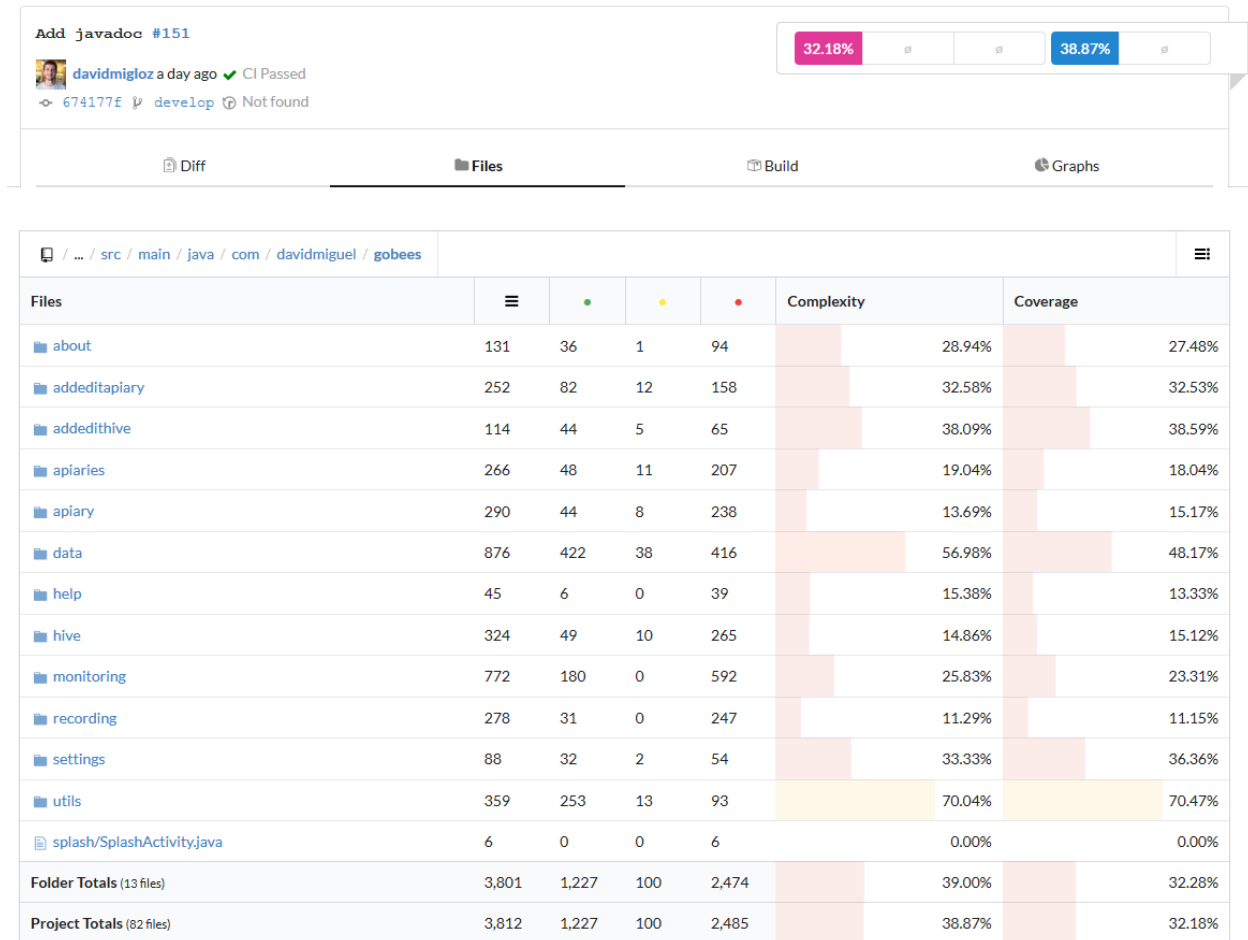 Add javadoc #151
32.18% ø ø 38.87% ø
davidmigloz a day ago CI Passed
674177f develop Not found
Diff Files Build Graphs
/ ... / src / main / java / com / davidmiguel / gobees
Files Complexity Coverage
about 131 36 1 94 28.94% 27.48%
addeditapiary 252 82 12 158 32.58% 32.53%
addedithive 114 44 5 65 38.09% 38.59%
apiaries 266 48 11 207 19.04% 18.04%
apiary 290 44 8 238 13.69% 15.17%
data 876 422 38 416 56.98% 48.17%
help 45 6 0 39 15.38% 13.33%
hive 324 49 10 265 14.86% 15.12%
monitoring 772 180 0 592 25.83% 23.31%
recording 278 31 0 247 11.29% 11.15%
settings 88 32 2 54 33.33% 36.36%
utils 359 253 13 93 70.04% 70.47%
splash/SplashActivity.java 6 0 0 6 0.00% 0.00%
Folder Totals (13 files) 3,801 1,227 100 2,474 39.00% 32.28%
Project Totals (82 files) 3,812 1,227 100 2,485 38.87% 32.18%